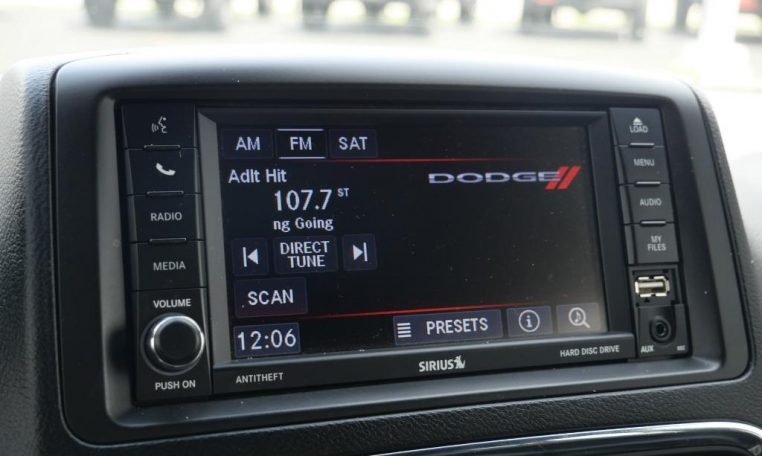 AM FM SAT
Adlt Hit
107.7 ST
ng Going
DIRECT
TUNE
SCAN
12:06
PRESETS
DODGE
RADIO
MEDIA
VOLUME
PUSH ON
LOAD
MENU
AUDIO
MY
FILES
AUX
ANTITHEFT
SIRIUS
HARD DISC DRIVE